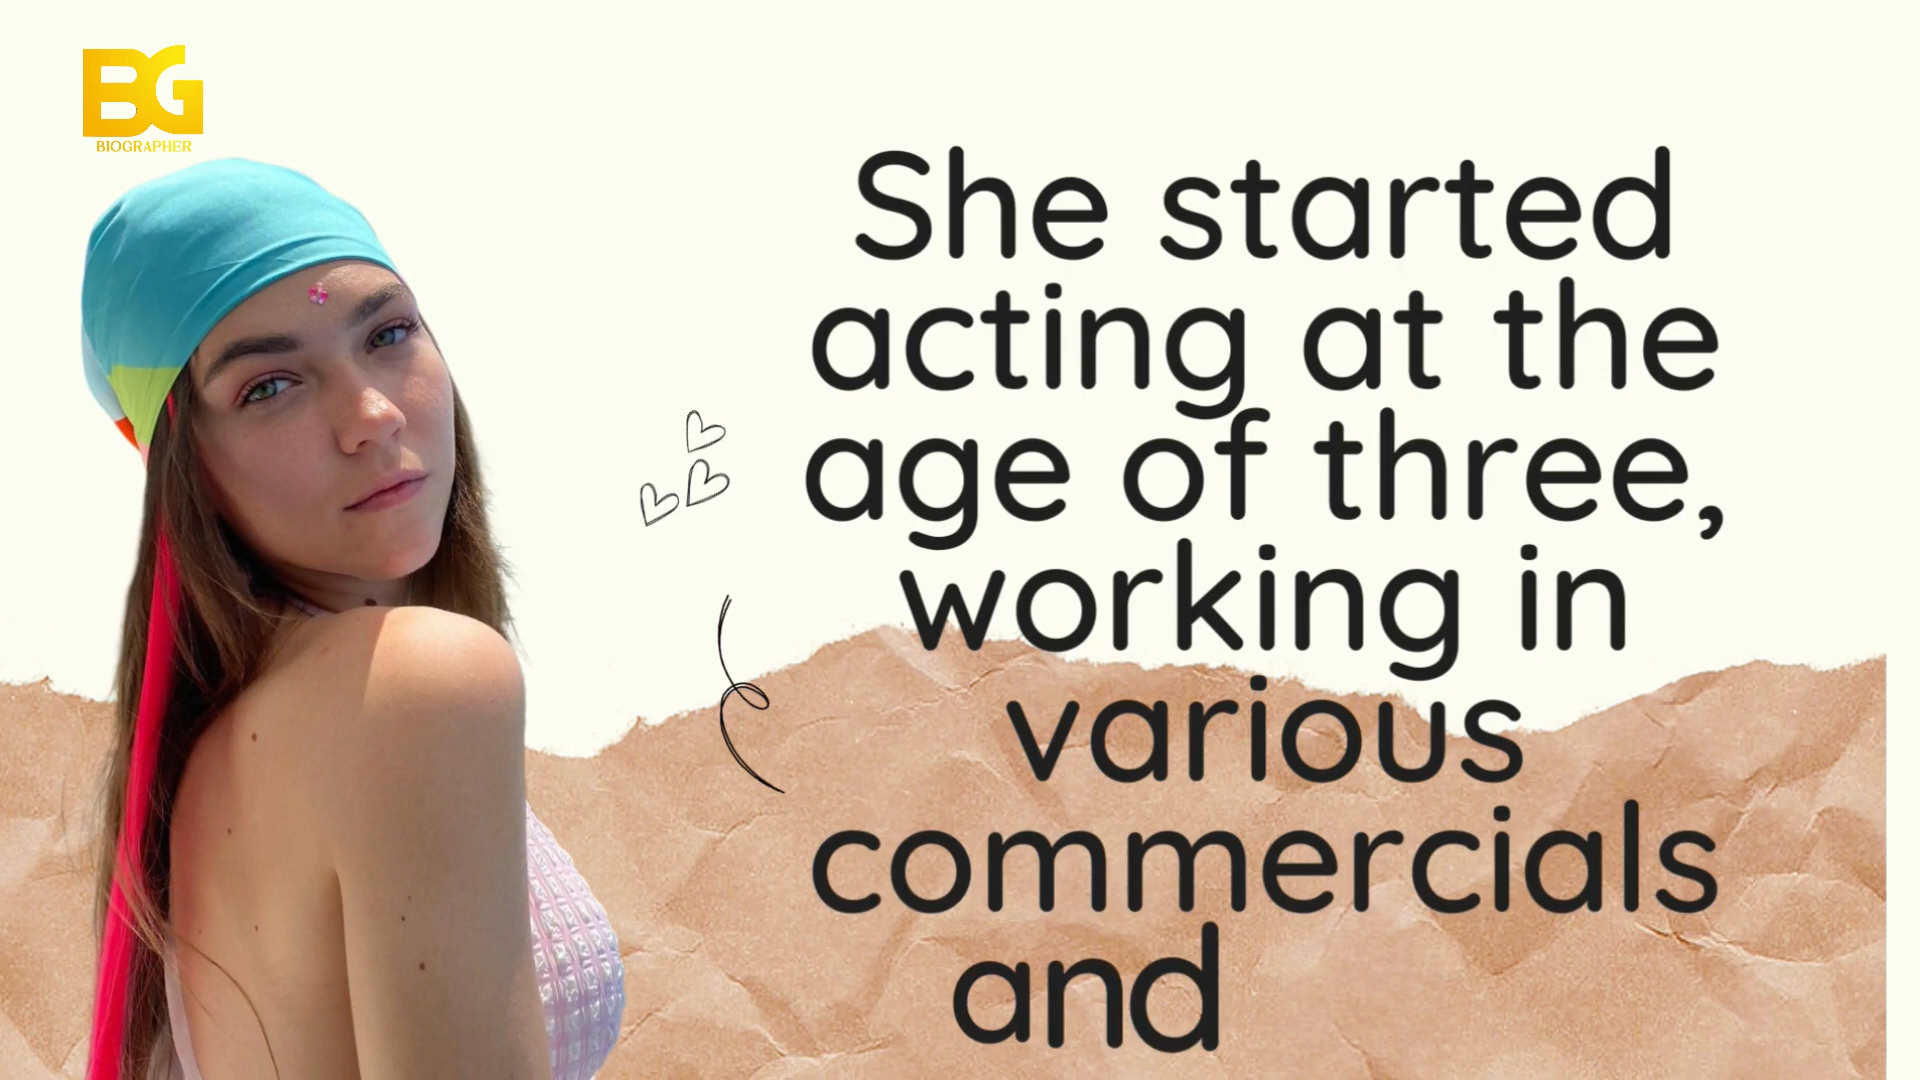 BG
BIOGRAPHER
She started
acting at the
age of three,
working in
various
commercials
and